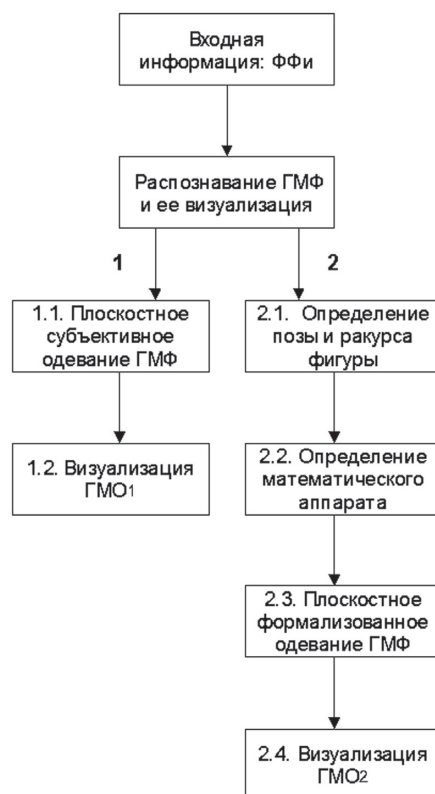 Входная
информация: ФФи
Распознавание ГМФ
и ее визуализация
1
2
1.1. Плоскостное
субъективное
одевание ГМФ
2.1. Определение
позы и ракурса
фигуры
1.2. Визуализация
ГМО1
2.2. Определение
математического
аппарата
2.3. Плоскостное
формализованное
одевание ГМФ
2.4. Визуализация
ГМО2